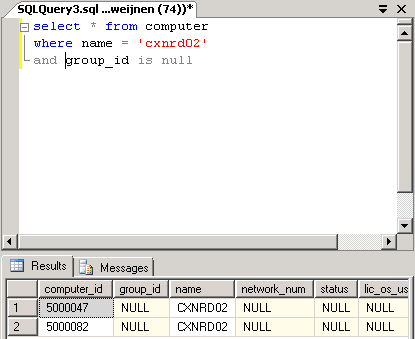 SQLQuery3.sql ...weijnen (74))*
select * from computer
where name = 'cxnrd02'
and group_id is null
Results Messages
computer_id group_id name network_num status lic_os_us
1 5000047 NULL CXNRD02 NULL NULL NULL
2 5000082 NULL CXNRD02 NULL NULL NULL